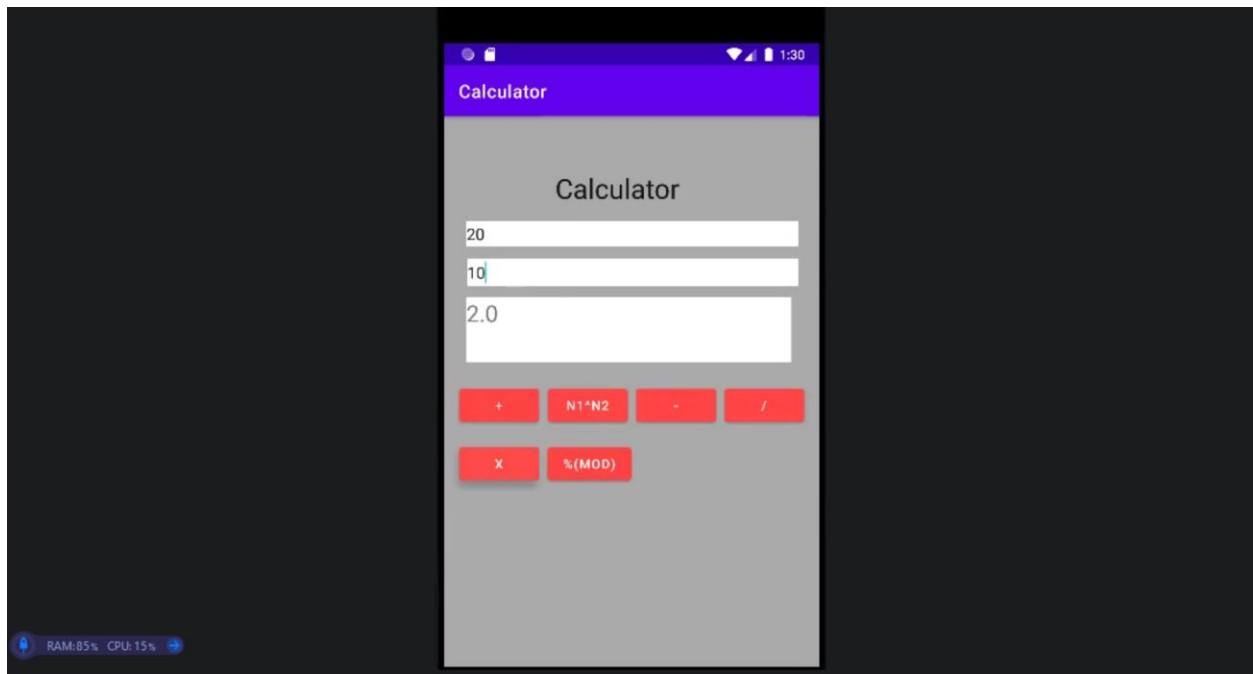 1:30
Calculator
Calculator
20
10
2.0
+ N1^N2 - /
X %(MOD)
RAM:85% CPU:15%